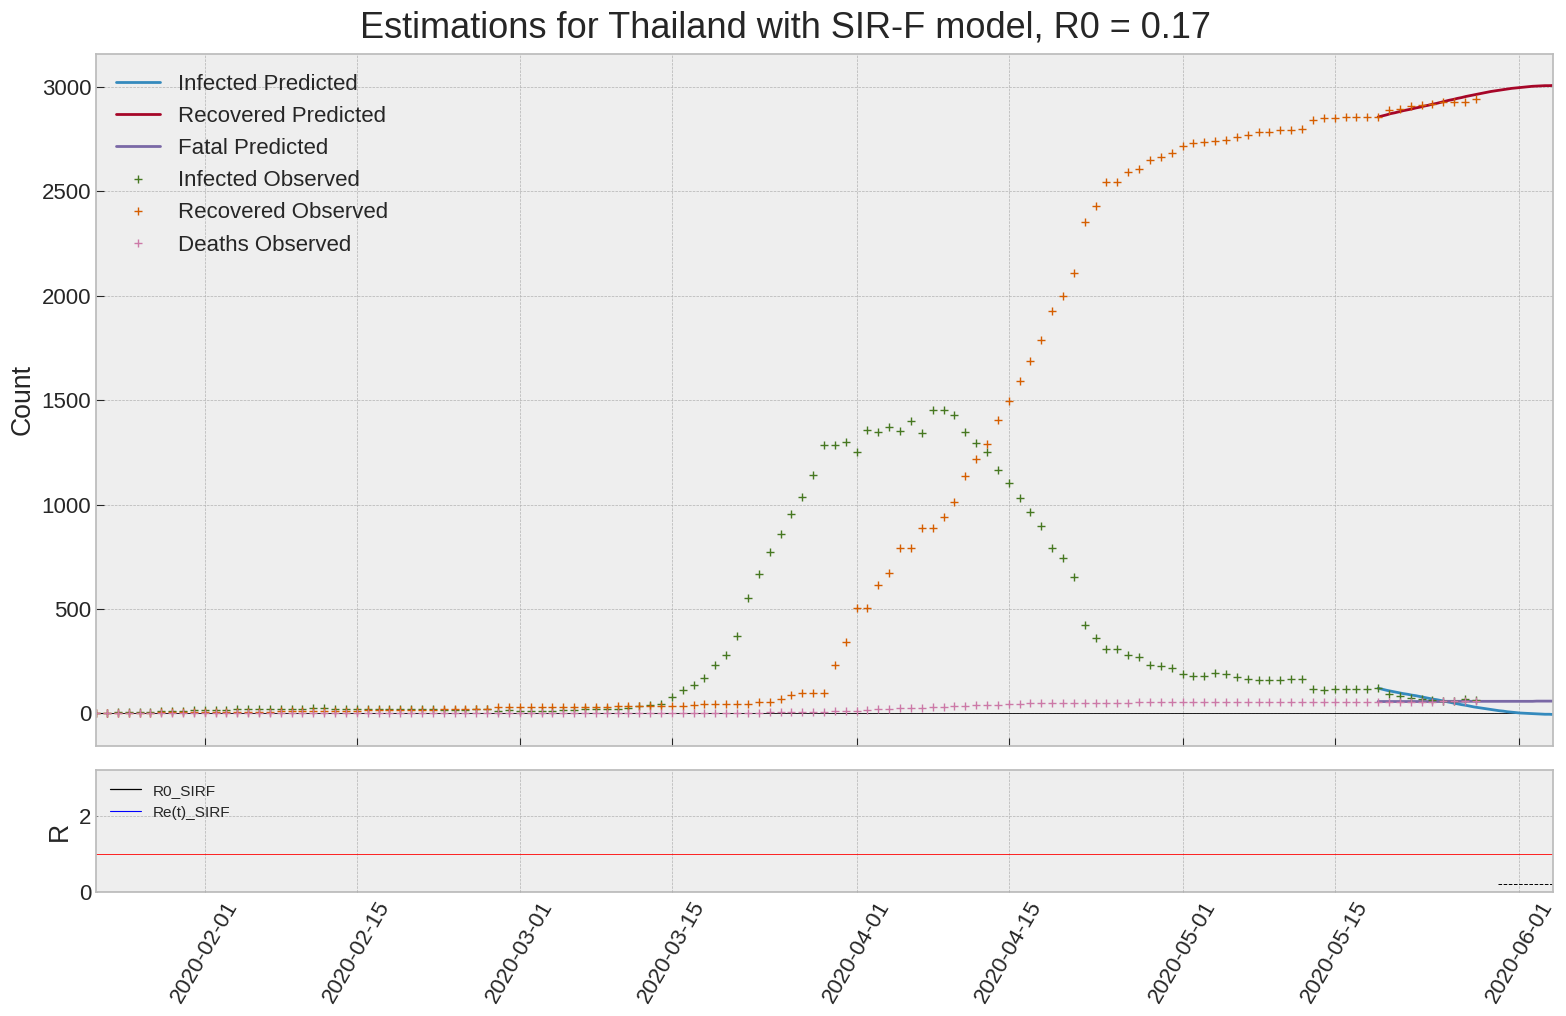 Estimations for Thailand with SIR-F model, R0 = 0.17
Infected Predicted
Recovered Predicted
Fatal Predicted
Infected Observed
Recovered Observed
Deaths Observed
3000
2500
2000
1500
1000
500
0
Count
R0_SIRF
Re(t)_SIRF
2
0
R
2020-02-01
2020-02-15
2020-03-01
2020-03-15
2020-04-01
2020-04-15
2020-05-01
2020-05-15
2020-06-01